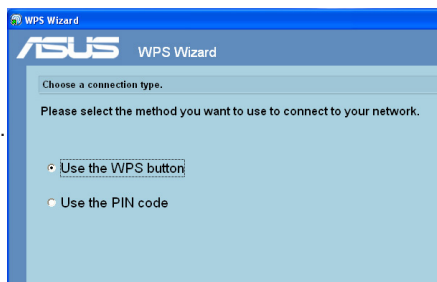 WPS Wizard
ASUS WPS Wizard
Choose a connection type.
Please select the method you want to use to connect to your network.
.
Use the WPS button
Use the PIN code